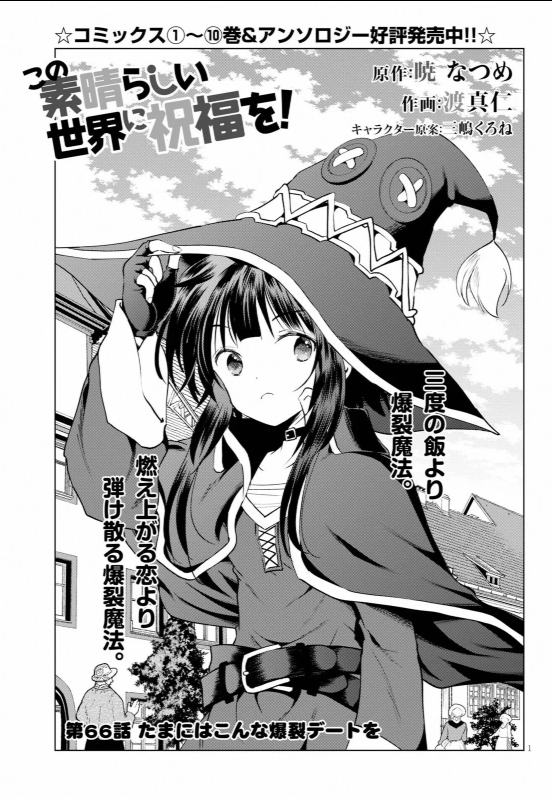 ☆コミックス①〜⑩巻&アンソロジー好評発売中!!☆
この
素晴らしい
世界に祝福を!
原作:暁 なつめ
作画:渡真仁
キャラクター原案:三嶋くろね
三度の飯より
爆裂魔法。
燃え上がる恋より
弾け散る爆裂魔法。
第66話 たまにはこんな爆裂デートを
1